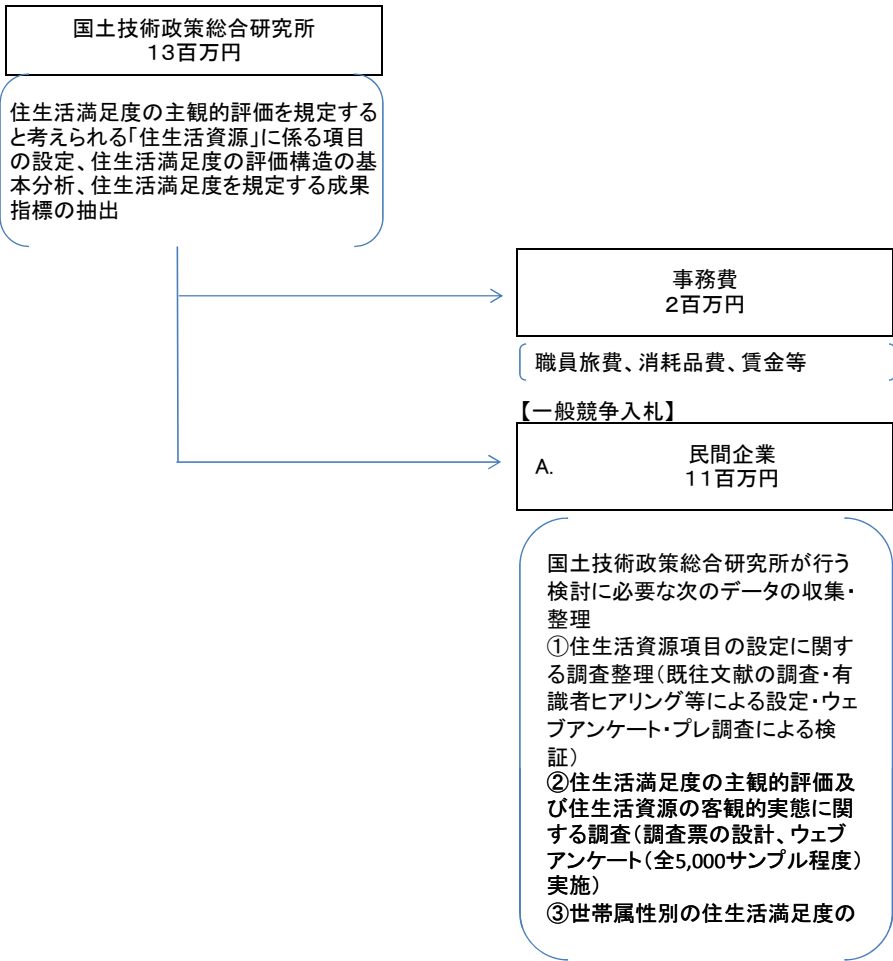 国土技術政策総合研究所
１３百万円
住生活満足度の主観的評価を規定する
と考えられる「住生活資源」に係る項目
の設定、住生活満足度の評価構造の基
本分析、住生活満足度を規定する成果
指標の抽出
事務費
２百万円
職員旅費、消耗品費、賃金等
【一般競争入札】
A.
民間企業
１１百万円
国土技術政策総合研究所が行う
検討に必要な次のデータの収集・
整理
①住生活資源項目の設定に関す
る調査整理（既往文献の調査・有
識者ヒアリング等による設定・ウェ
ブアンケート・プレ調査による検
証）
②住生活満足度の主観的評価及
び住生活資源の客観的実態に関
する調査（調査票の設計、ウェブ
アンケート（全5,000サンプル程度）
実施）
③世帯属性別の住生活満足度の